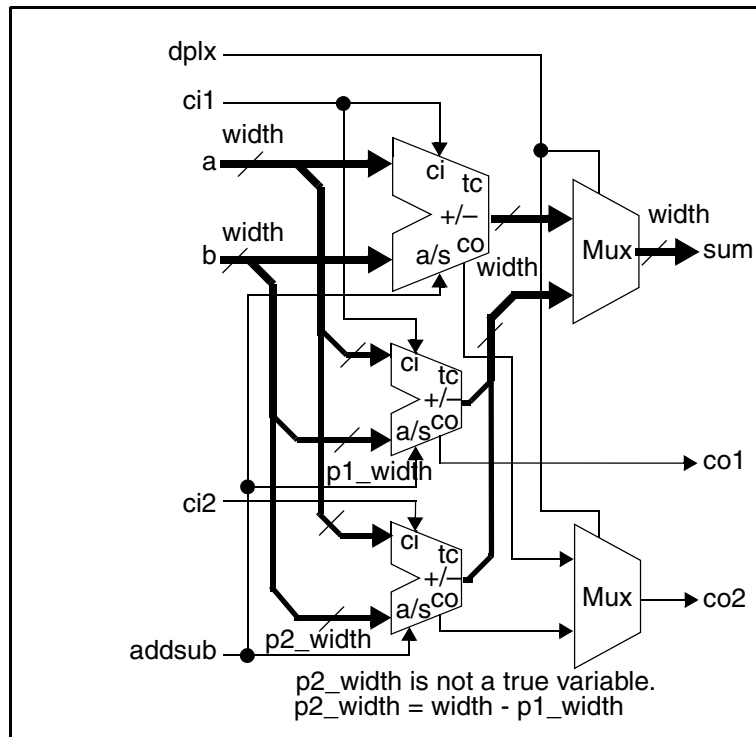 dplx
ci1
width
a
ci
tc
+/–
width
b
a/s
co
width
Mux
width
sum
ci
tc
+/–
a/s
co
p1_width
co1
ci2
ci
tc
+/–
a/s
co
p2_width
Mux
co2
addsub
p2_width is not a true variable.
p2_width = width - p1_width